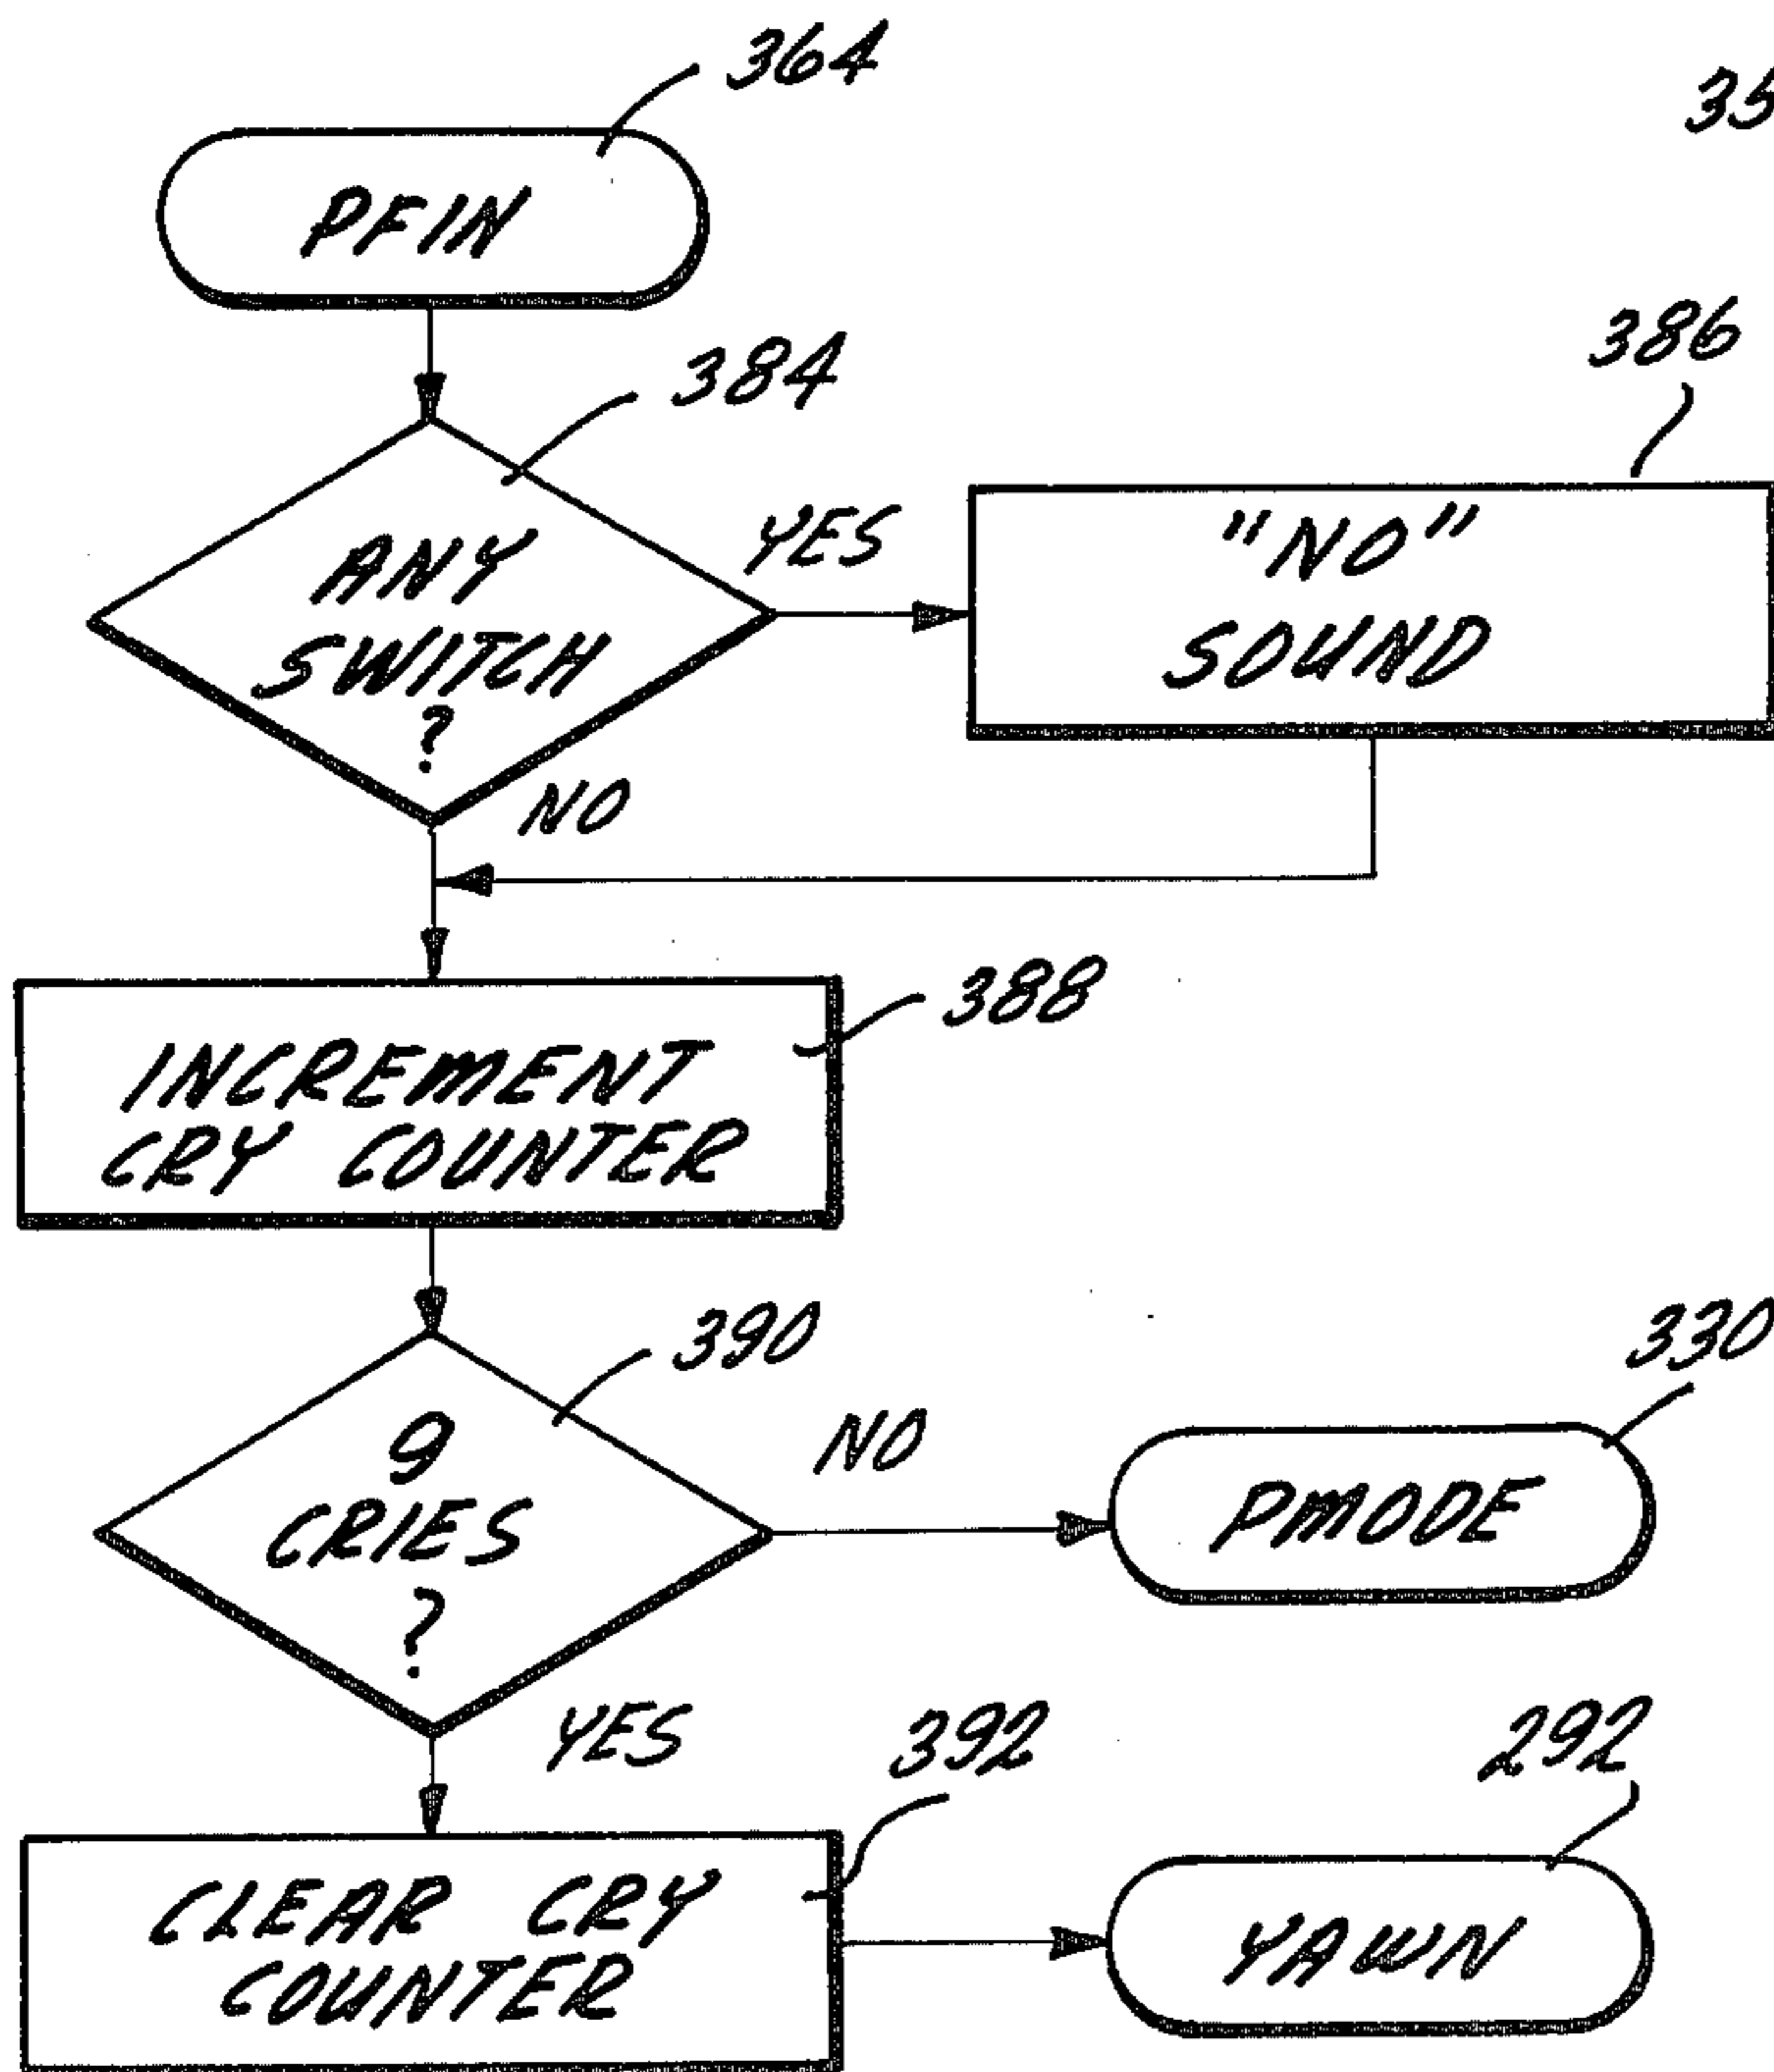 364
35
PFIN
384
386
ANY
SWITCH
?
YES
"NO"
SOUND
NO
388
INCREMENT
CRY COUNTER
390
330
9
CRIES
?
NO
PMODE
YES
392
292
CLEAR CRY
COUNTER
YAWN